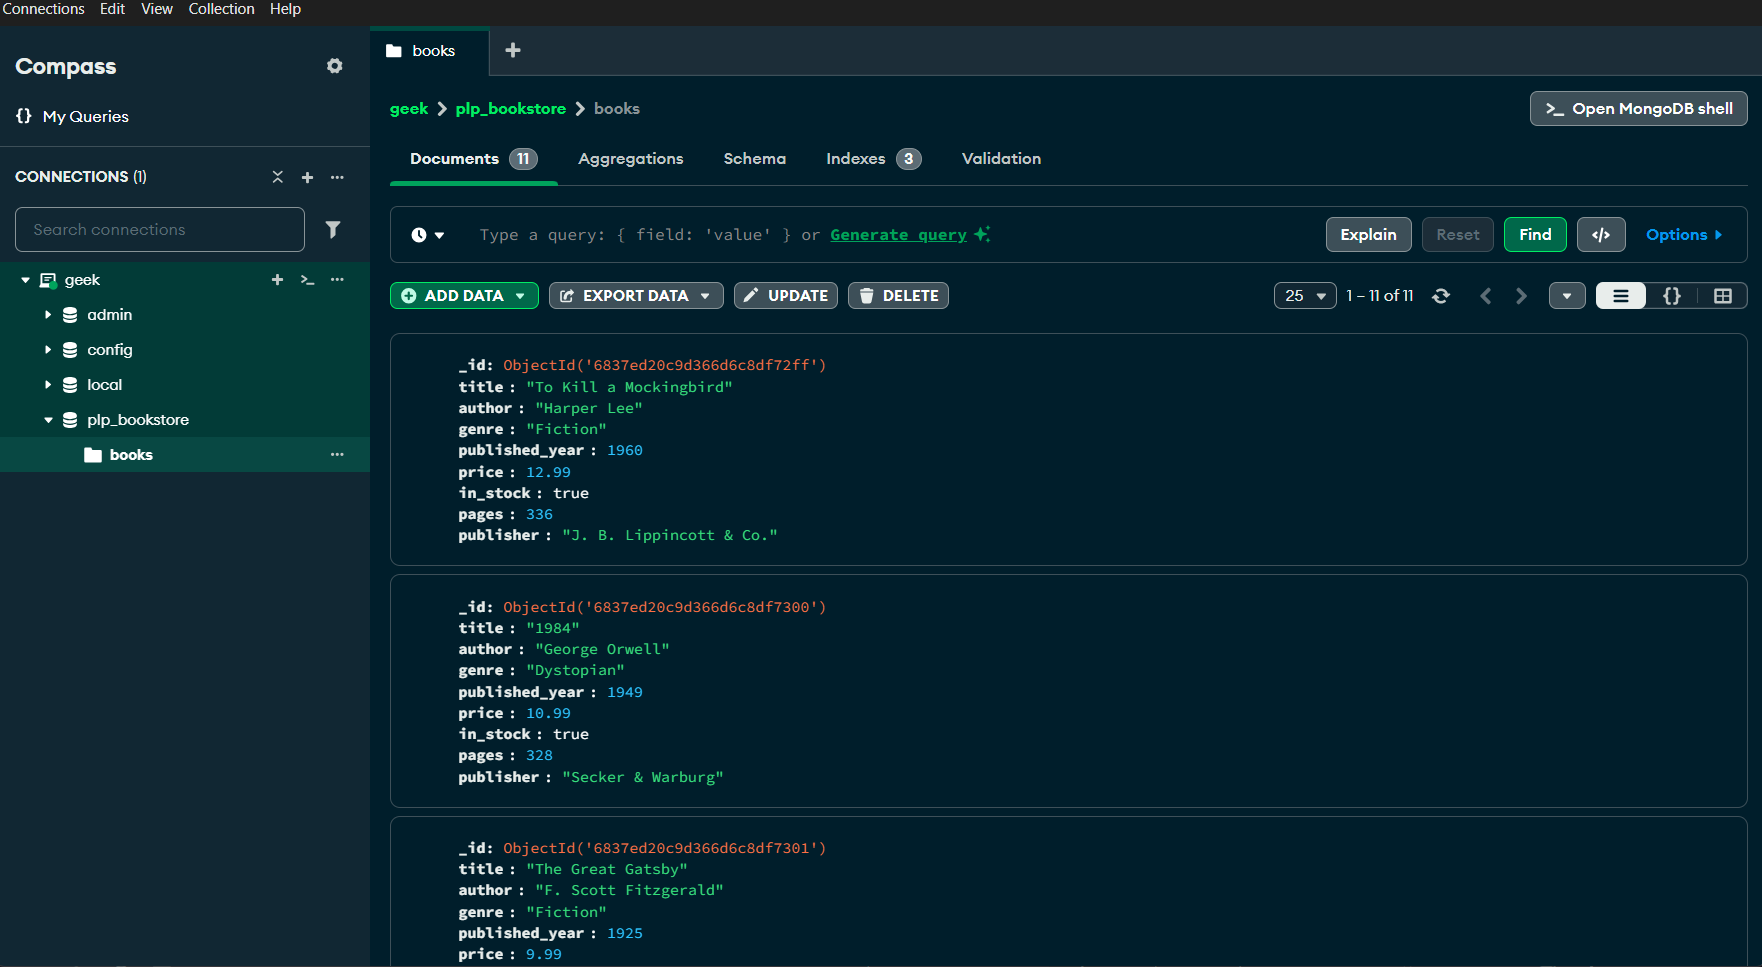 Connections Edit View Collection Help
Compass
{} My Queries
CONNECTIONS (1)
Search connections
geek
admin
config
local
plp_bookstore
books
books
geek > plp_bookstore > books
>_ Open MongoDB shell
Documents 11 Aggregations Schema Indexes 3 Validation
Type a query: { field: 'value' } or Generate query
Explain Reset Find </> Options
ADD DATA EXPORT DATA UPDATE DELETE
25 1 – 11 of 11 {}
_id: ObjectId('6837ed20c9d366d6c8df72ff')
title : "To Kill a Mockingbird"
author : "Harper Lee"
genre : "Fiction"
published_year : 1960
price : 12.99
in_stock : true
pages : 336
publisher : "J. B. Lippincott & Co."
_id: ObjectId('6837ed20c9d366d6c8df7300')
title : "1984"
author : "George Orwell"
genre : "Dystopian"
published_year : 1949
price : 10.99
in_stock : true
pages : 328
publisher : "Secker & Warburg"
_id: ObjectId('6837ed20c9d366d6c8df7301')
title : "The Great Gatsby"
author : "F. Scott Fitzgerald"
genre : "Fiction"
published_year : 1925
price : 9.99